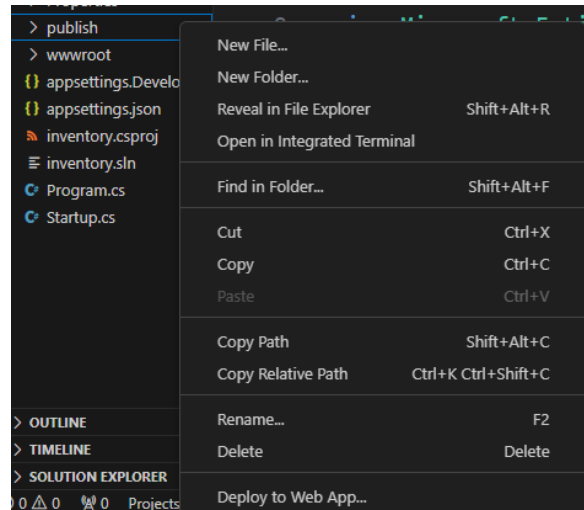 publish
wwwroot
appsettings.Develo
appsettings.json
inventory.csproj
inventory.sln
Program.cs
Startup.cs
OUTLINE
TIMELINE
SOLUTION EXPLORER
0 0 0 Projects
New File...
New Folder...
Reveal in File Explorer Shift+Alt+R
Open in Integrated Terminal
Find in Folder... Shift+Alt+F
Cut Ctrl+X
Copy Ctrl+C
Paste Ctrl+V
Copy Path Shift+Alt+C
Copy Relative Path Ctrl+K Ctrl+Shift+C
Rename... F2
Delete Delete
Deploy to Web App...